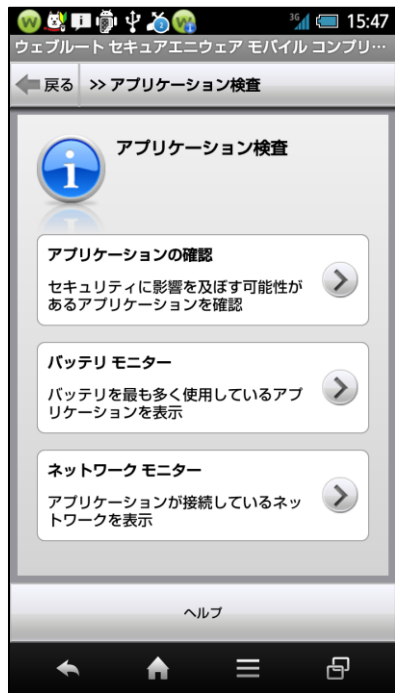 3G 15:47
ウェブルート セキュアエニウェア モバイル コンプリ…
戻る >> アプリケーション検査
アプリケーション検査
アプリケーションの確認
セキュリティに影響を及ぼす可能性が
あるアプリケーションを確認
バッテリ モニター
バッテリを最も多く使用しているアプ
リケーションを表示
ネットワーク モニター
アプリケーションが接続しているネッ
トワークを表示
ヘルプ